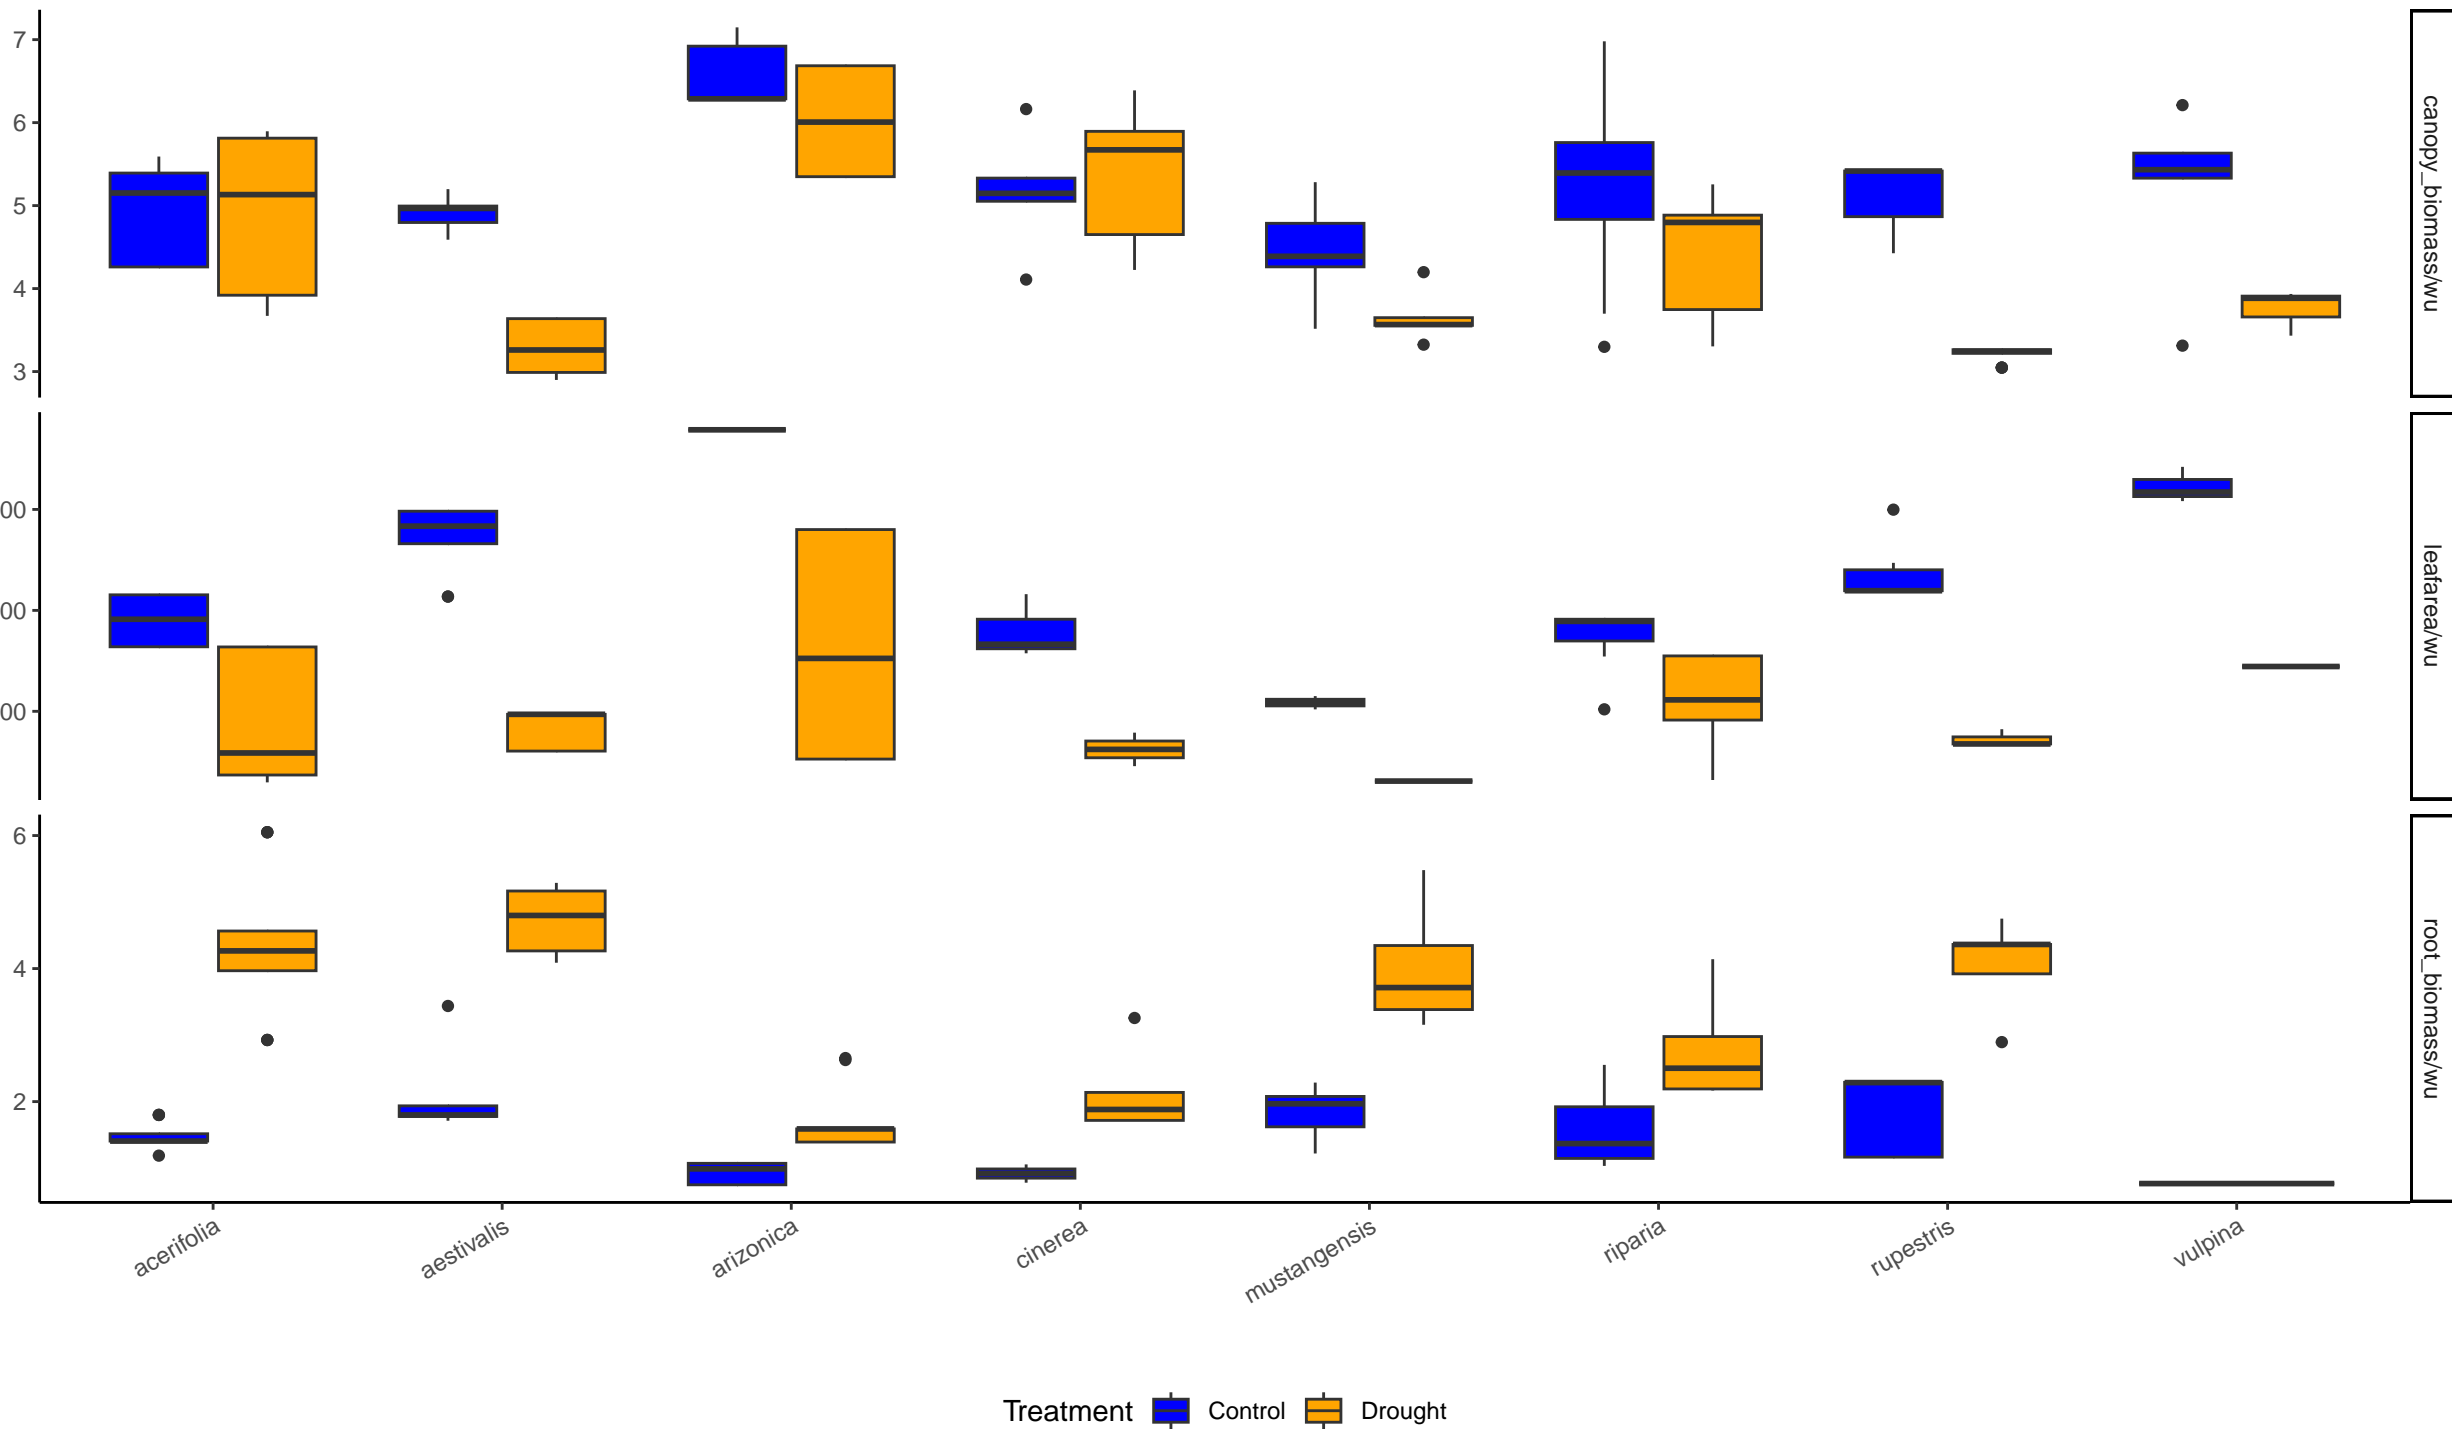 7
6
5
4
3
canopy_biomass/wu
00
00
00
leafarea/wu
6
4
2
root_biomass/wu
acerifolia
aestivalis
arizonica
cinerea
mustangensis
riparia
rupestris
vulpina
Treatment Control Drought